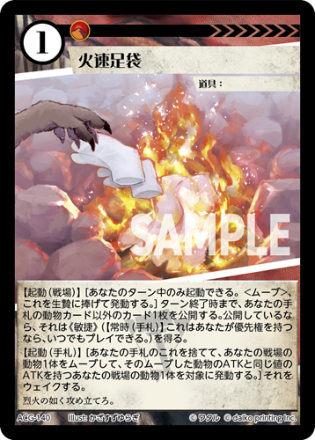 1
火速足袋
道具：
SAMPLE
【起動（戦場）】［あなたのターン中のみ起動できる。＜ムーブ＞、
これを生贄に捧げて発動する。］ターン終了時まで、あなたの手
札の動物カード以外のカード1枚を公開する。公開しているな
ら、それは《敏捷》（【常時（手札）】これはあなたが優先権を持つ
なら、いつでもプレイできる。）を得る。
【起動（手札）】［あなたの手札のこれを捨てて、あなたの戦場の
動物1体をムーブして、そのムーブした動物のATKと同じ値の
ATKを持つあなたの戦場の動物1体を対象に発動する。］それを
ウェイクする。
烈火の如く攻め立てろ。
ACG-140 Illust: かざすずゆらぎ © ワタル © daiko printing inc.